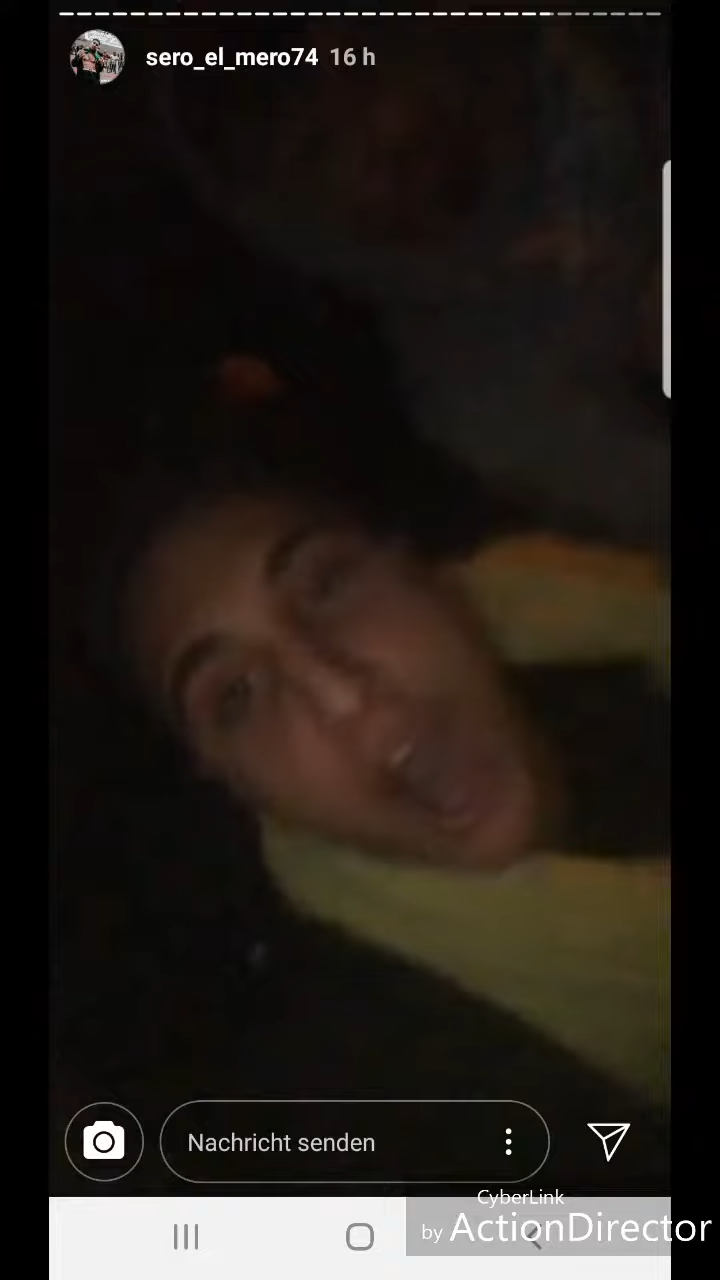 sero_el_mero74 16 h
Nachricht senden
CyberLink
by ActionDirector